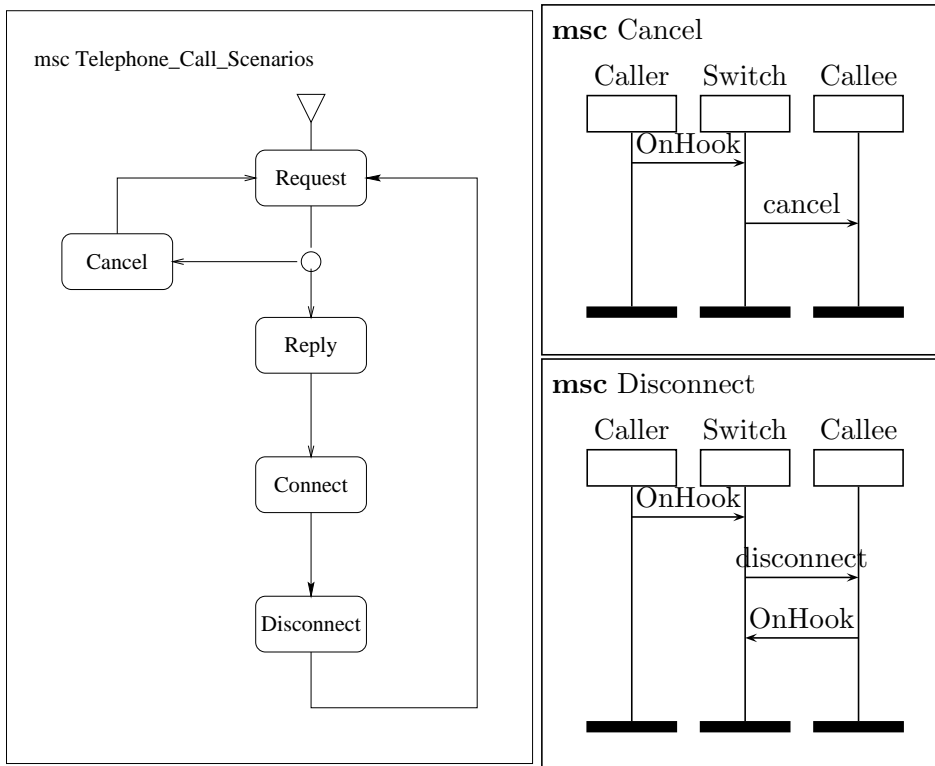 msc Telephone_Call_Scenarios
Request
Cancel
Reply
Connect
Disconnect
msc Cancel
Caller Switch Callee
OnHook
cancel
msc Disconnect
Caller Switch Callee
OnHook
disconnect
OnHook